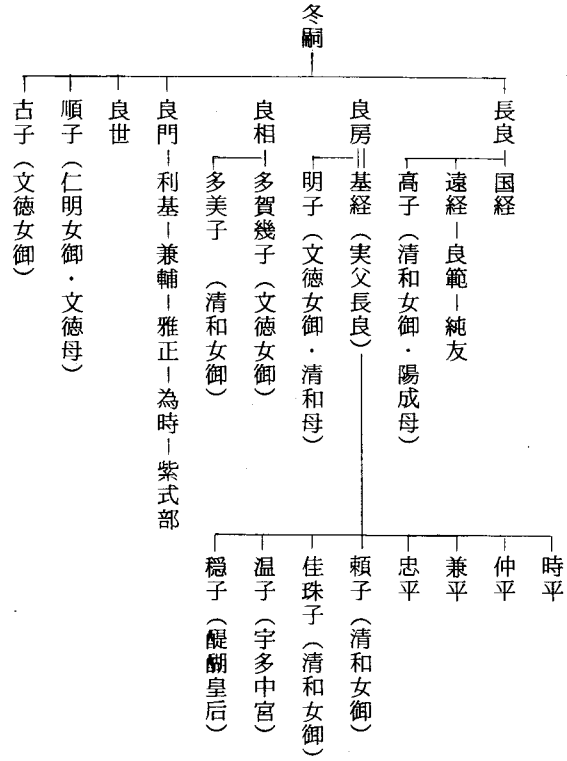 冬嗣
長良
国経
遠経―良範―純友
高子（清和女御・陽成母）
良房
基経（実父長良）
明子（文徳女御・清和母）
時平
仲平
兼平
忠平
頼子（清和女御）
佳珠子（清和女御）
温子（宇多中宮）
穏子（醍醐皇后）
良相
多賀幾子（文徳女御）
多美子（清和女御）
良門―利基―兼輔―雅正―為時―紫式部
良世
順子（仁明女御・文徳母）
古子（文徳女御）